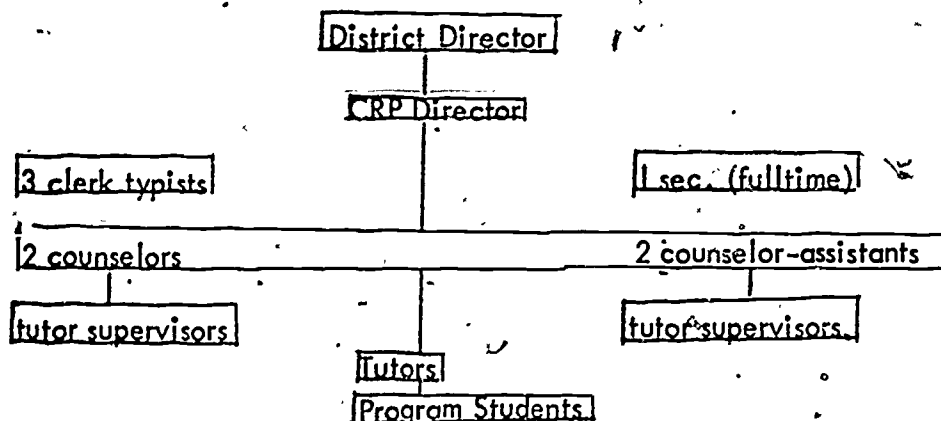 District Director
CRP Director
3 clerk typists
1 sec. (fulltime)
2 counselors
2 counselor-assistants
tutor supervisors
tutor supervisors.
Tutors
Program Students